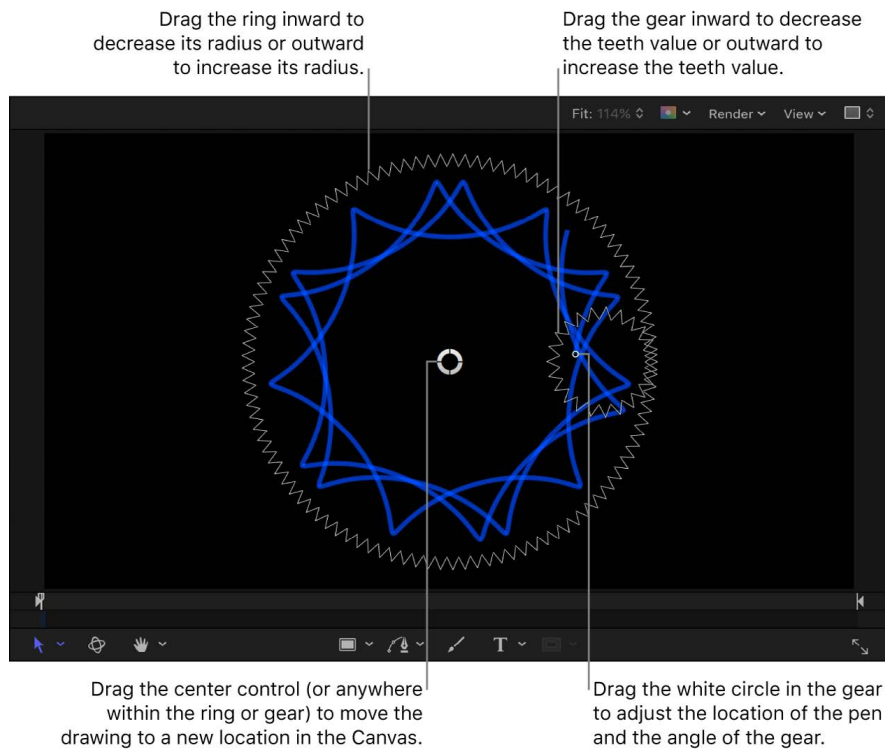 Drag the ring inward to
decrease its radius or outward
to increase its radius.
Drag the gear inward to decrease
the teeth value or outward to
increase the teeth value.
Fit: 114% Render View
T
Drag the center control (or anywhere
within the ring or gear) to move the
drawing to a new location in the Canvas.
Drag the white circle in the gear
to adjust the location of the pen
and the angle of the gear.